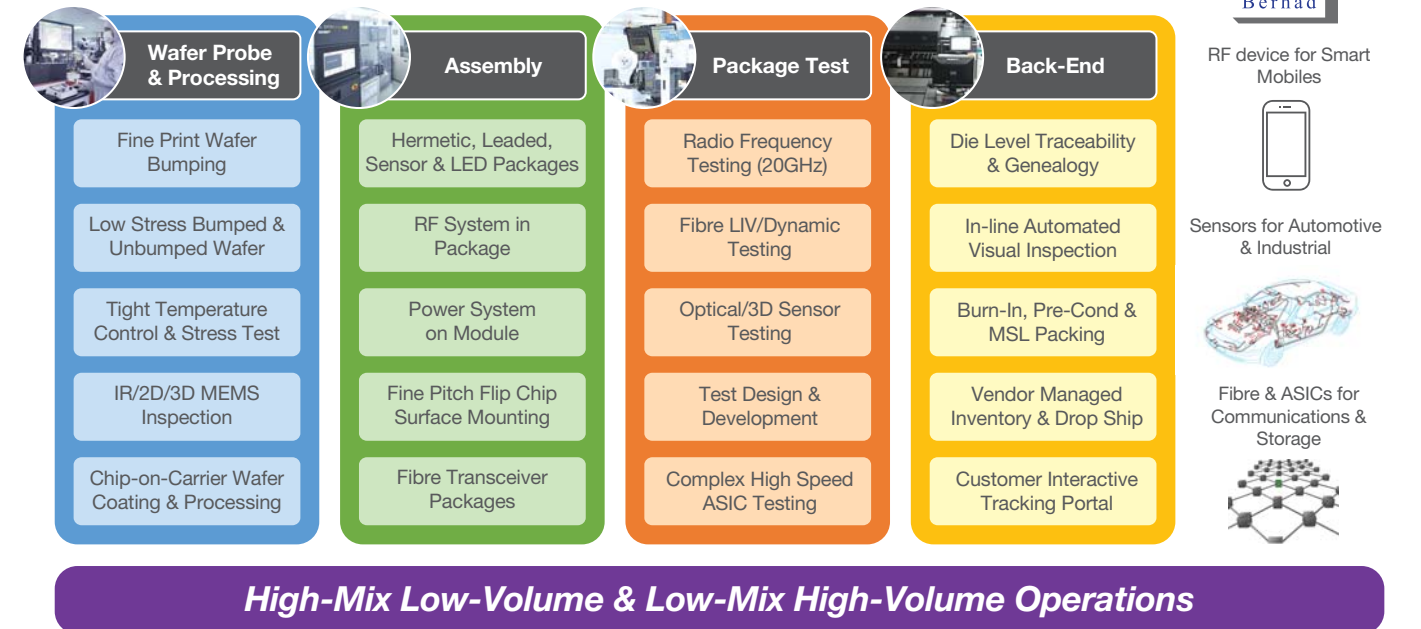 Bernad
Wafer Probe
& Processing
Fine Print Wafer
Bumping
Low Stress Bumped &
Unbumped Wafer
Tight Temperature
Control & Stress Test
IR/2D/3D MEMS
Inspection
Chip-on-Carrier Wafer
Coating & Processing
Assembly
Hermetic, Leaded,
Sensor & LED Packages
RF System in
Package
Power System
on Module
Fine Pitch Flip Chip
Surface Mounting
Fibre Transceiver
Packages
Package Test
Radio Frequency
Testing (20GHz)
Fibre LIV/Dynamic
Testing
Optical/3D Sensor
Testing
Test Design &
Development
Complex High Speed
ASIC Testing
Back-End
Die Level Traceability
& Genealogy
In-line Automated
Visual Inspection
Burn-In, Pre-Cond &
MSL Packing
Vendor Managed
Inventory & Drop Ship
Customer Interactive
Tracking Portal
RF device for Smart
Mobiles
Sensors for Automotive
& Industrial
Fibre & ASICs for
Communications &
Storage
High-Mix Low-Volume & Low-Mix High-Volume Operations